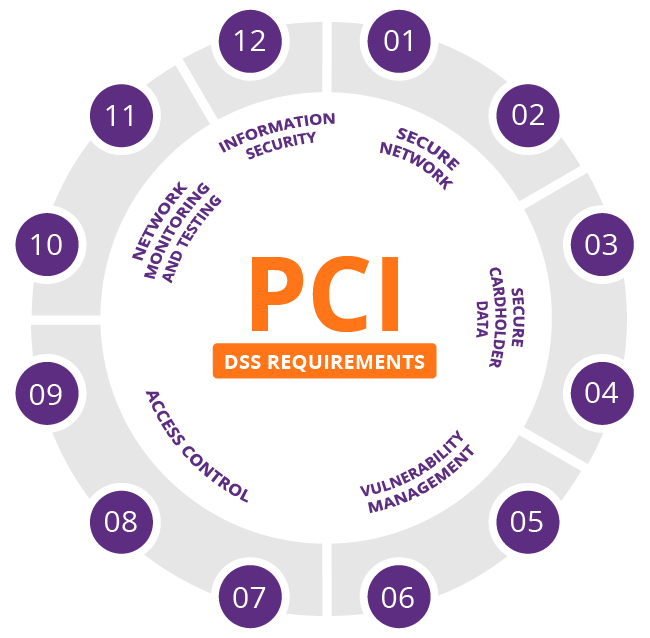 12
01
11
02
INFORMATION
SECURITY
SECURE
NETWORK
NETWORK
MONITORING
AND TESTING
10
03
PCI
DSS REQUIREMENTS
SECURE
CARDHOLDER
DATA
09
04
ACCESS CONTROL
VULNERABILITY
MANAGEMENT
08
05
07
06